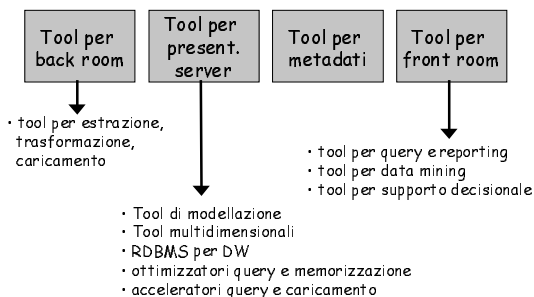 Tool per
back room
Tool per
present.
server
Tool per
metadati
Tool per
front room
• tool per estrazione,
trasformazione,
caricamento
• tool per query e reporting
• tool per data mining
• tool per supporto decisionale
• Tool di modellazione
• Tool multidimensionali
• RDBMS per DW
• ottimizzatori query e memorizzazione
• acceleratori query e caricamento